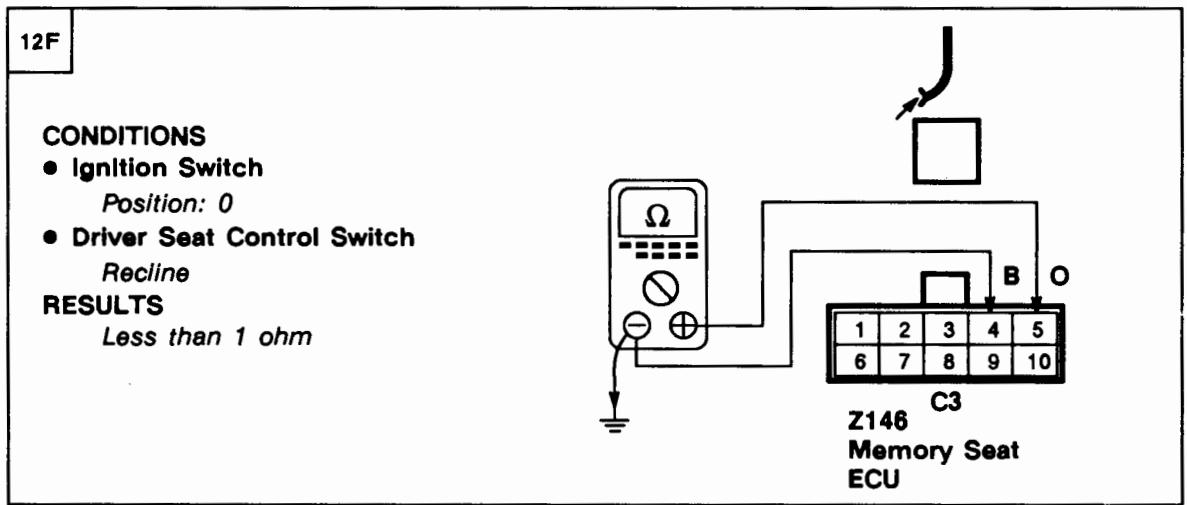 12F
CONDITIONS
● Ignition Switch
Position: 0
● Driver Seat Control Switch
Recline
RESULTS
Less than 1 ohm
Ω
B O
1 2 3 4 5
6 7 8 9 10
C3
Z146
Memory Seat
ECU